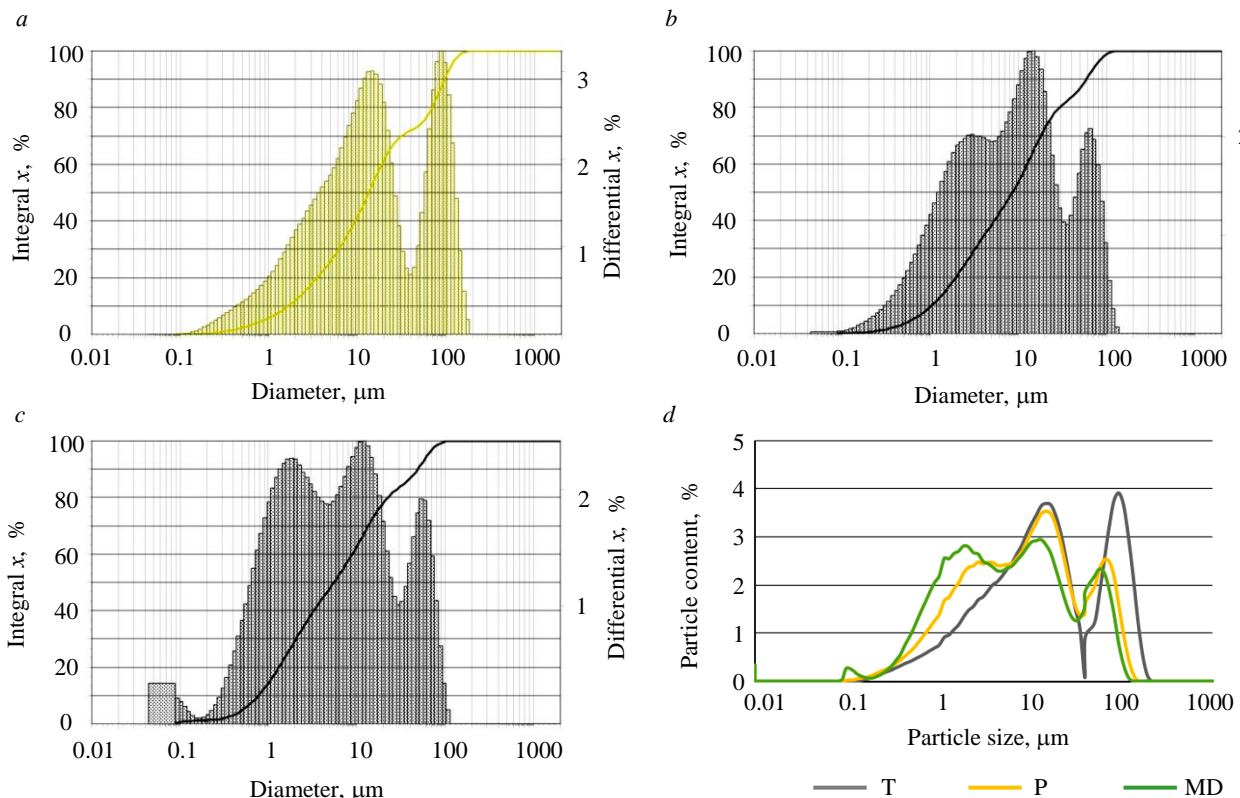 a
100
80
60
40
20
0
Integral x, %
3
2
1
Differential x, %
0.01 0.1 1 10 100 1000
Diameter, μm
b
100
80
60
40
20
0
Integral x, %
0.01 0.1 1 10 100 1000
Diameter, μm
c
100
80
60
40
20
0
Integral x, %
2
1
Differential x, %
0.01 0.1 1 10 100 1000
Diameter, μm
d
5
4
3
2
1
0
Particle content, %
0.01 0.1 1 10 100 1000
Particle size, μm
T P MD